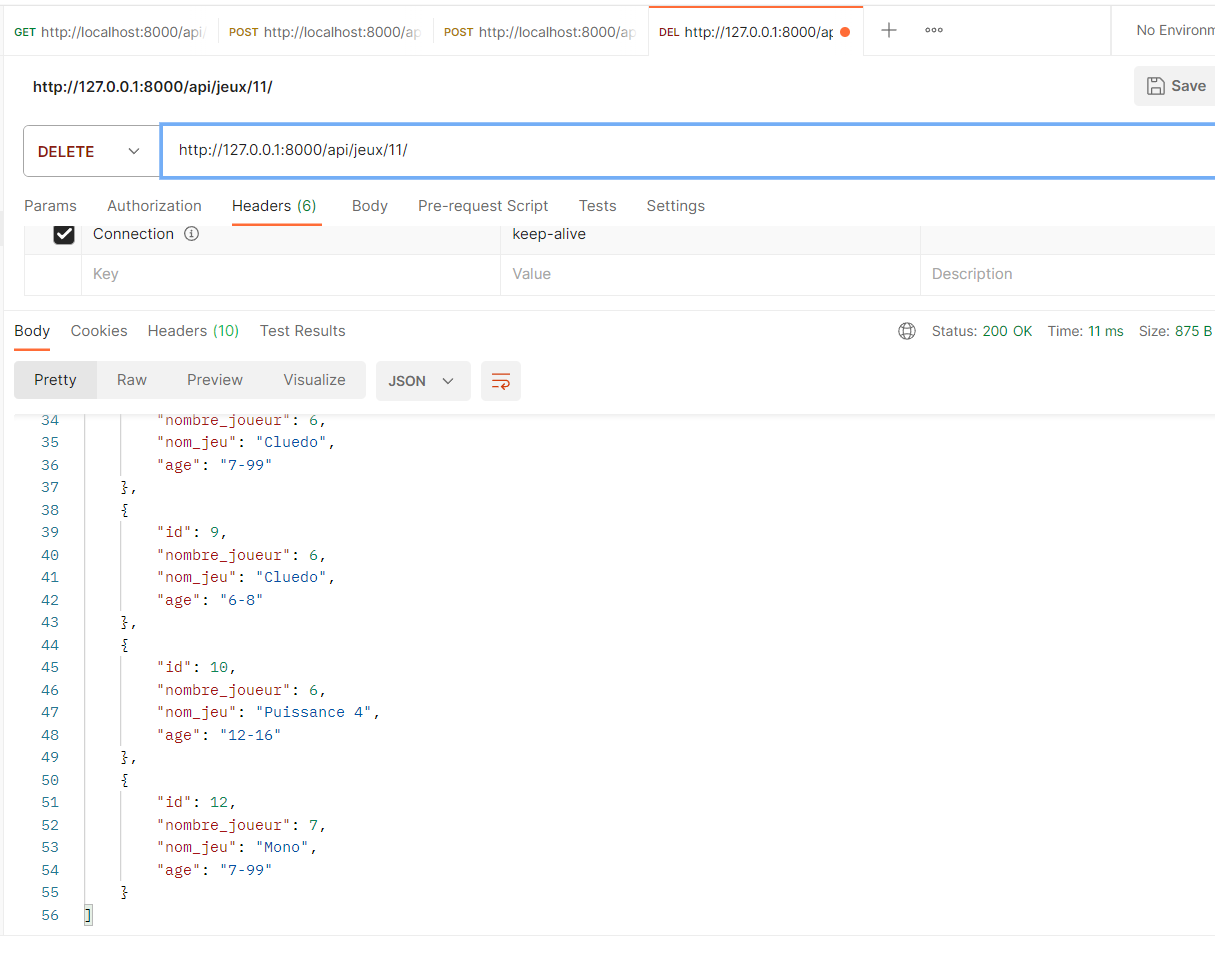 GET http://localhost:8000/api/ POST http://localhost:8000/ap POST http://localhost:8000/ap DEL http://127.0.0.1:8000/ap No Environm
http://127.0.0.1:8000/api/jeux/11/ Save
DELETE http://127.0.0.1:8000/api/jeux/11/
Params Authorization Headers (6) Body Pre-request Script Tests Settings
Connection keep-alive
Key Value Description
Body Cookies Headers (10) Test Results Status: 200 OK Time: 11 ms Size: 875 B
Pretty Raw Preview Visualize JSON
34 "nombre_joueur": 6,
35 "nom_jeu": "Cluedo",
36 "age": "7-99"
37 },
38 {
39 "id": 9,
40 "nombre_joueur": 6,
41 "nom_jeu": "Cluedo",
42 "age": "6-8"
43 },
44 {
45 "id": 10,
46 "nombre_joueur": 6,
47 "nom_jeu": "Puissance 4",
48 "age": "12-16"
49 },
50 {
51 "id": 12,
52 "nombre_joueur": 7,
53 "nom_jeu": "Mono",
54 "age": "7-99"
55 }
56 ]